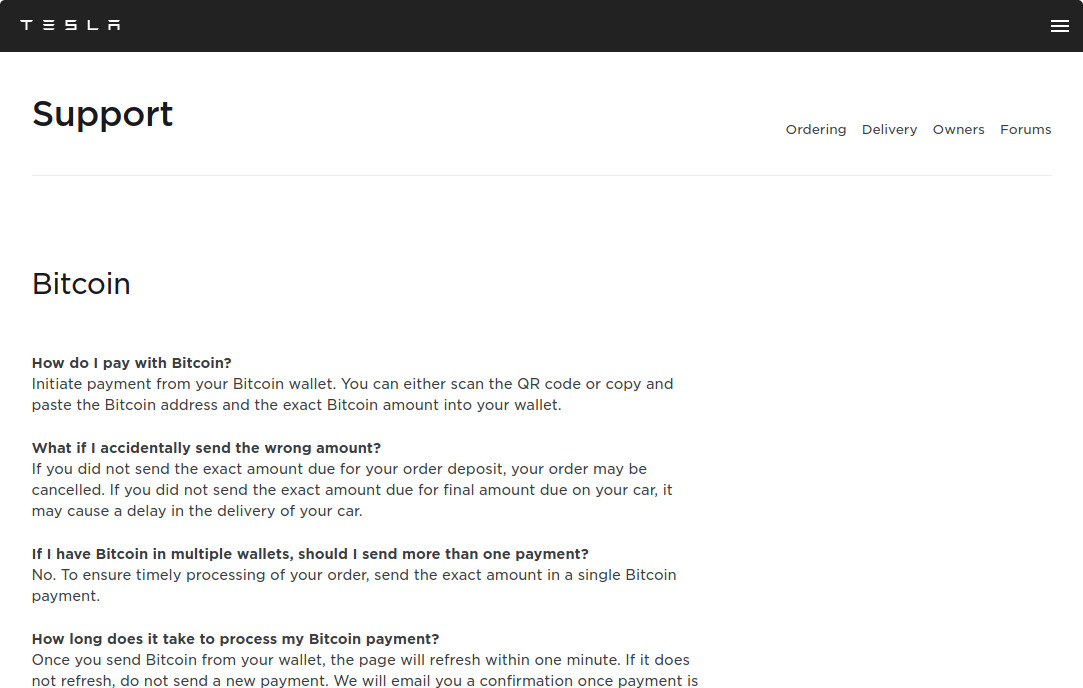 TESLA
Support
Ordering Delivery Owners Forums
Bitcoin
How do I pay with Bitcoin?
Initiate payment from your Bitcoin wallet. You can either scan the QR code or copy and
paste the Bitcoin address and the exact Bitcoin amount into your wallet.
What if I accidentally send the wrong amount?
If you did not send the exact amount due for your order deposit, your order may be
cancelled. If you did not send the exact amount due for final amount due on your car, it
may cause a delay in the delivery of your car.
If I have Bitcoin in multiple wallets, should I send more than one payment?
No. To ensure timely processing of your order, send the exact amount in a single Bitcoin
payment.
How long does it take to process my Bitcoin payment?
Once you send Bitcoin from your wallet, the page will refresh within one minute. If it does
not refresh, do not send a new payment. We will email you a confirmation once payment is